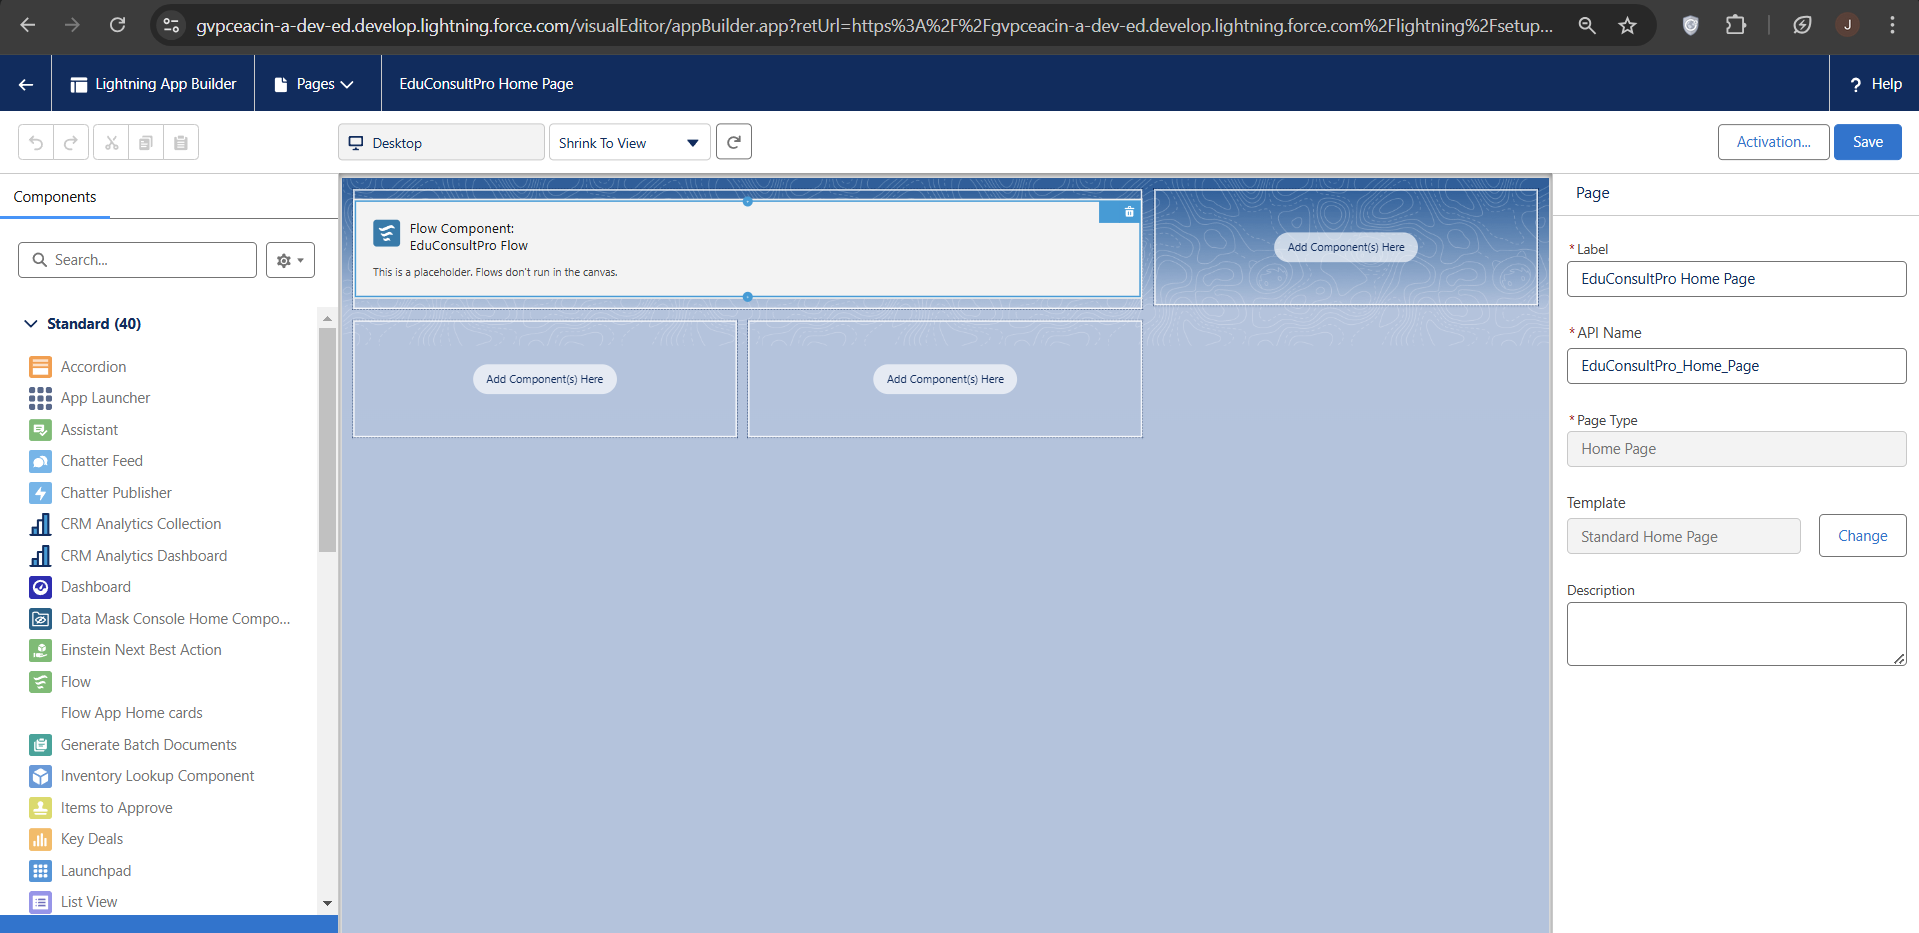 gvpceacin-a-dev-ed.develop.lightning.force.com/visualEditor/appBuilder.app?retUrl=https%3A%2F%2Fgvpceacin-a-dev-ed.develop.lightning.force.com%2Flightning%2Fsetup...
J
Lightning App Builder
Pages
EduConsultPro Home Page
? Help
Desktop
Shrink To View
Activation...
Save
Components
Search...
Standard (40)
Accordion
App Launcher
Assistant
Chatter Feed
Chatter Publisher
CRM Analytics Collection
CRM Analytics Dashboard
Dashboard
Data Mask Console Home Compo...
Einstein Next Best Action
Flow
Flow App Home cards
Generate Batch Documents
Inventory Lookup Component
Items to Approve
Key Deals
Launchpad
List View
Flow Component:
EduConsultPro Flow
This is a placeholder. Flows don't run in the canvas.
Add Component(s) Here
Add Component(s) Here
Add Component(s) Here
Page
*Label
EduConsultPro Home Page
*API Name
EduConsultPro_Home_Page
*Page Type
Home Page
Template
Standard Home Page
Change
Description